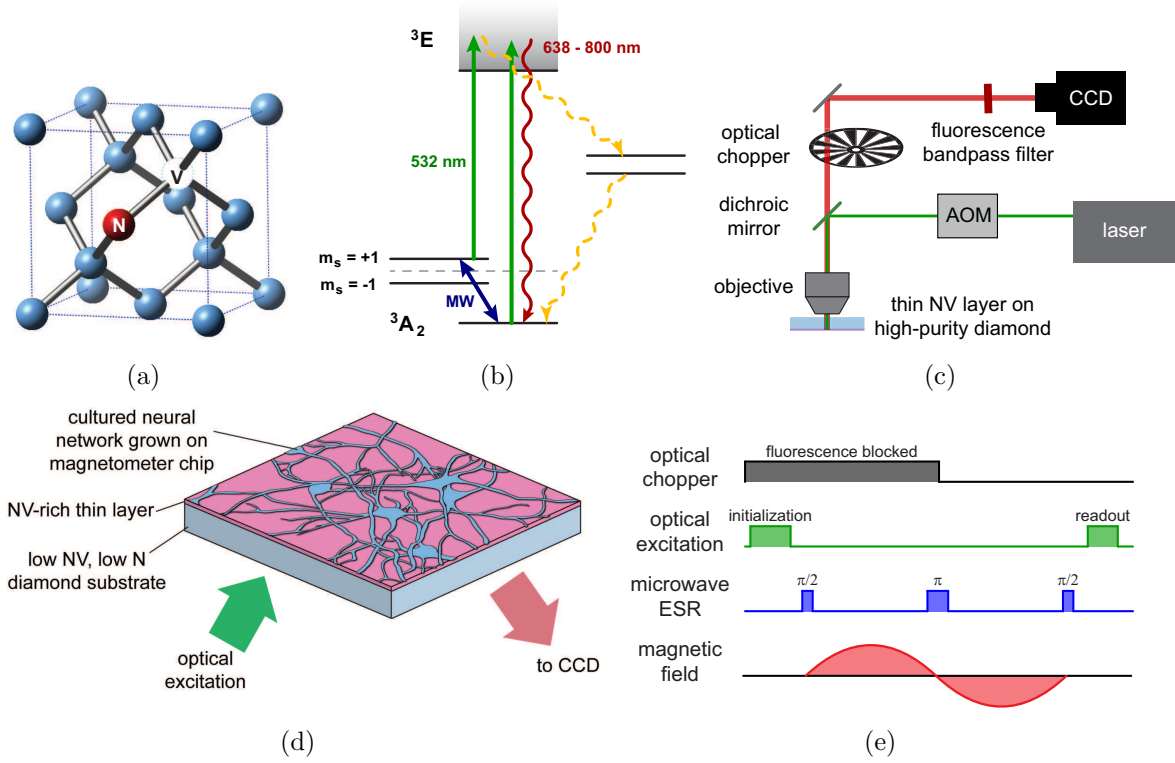 V
N
(a)
³E
638 - 800 nm
532 nm
mₛ = +1
mₛ = -1
MW
³A₂
(b)
CCD
optical
chopper
fluorescence
bandpass filter
dichroic
mirror
AOM
laser
objective
thin NV layer on
high-purity diamond
(c)
cultured neural
network grown on
magnetometer chip
NV-rich thin layer
low NV, low N
diamond substrate
optical
excitation
to CCD
(d)
optical
chopper
fluorescence blocked
optical
excitation
initialization
readout
microwave
ESR
π/2
π
π/2
magnetic
field
(e)